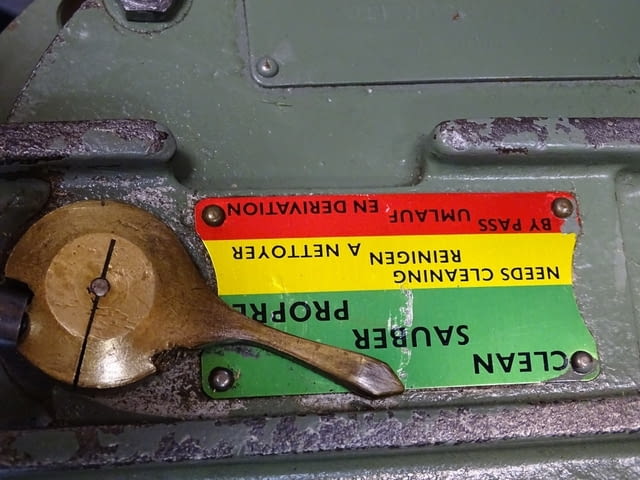 CLEAN
SAUBER
PROPRE
NEEDS CLEANING
REINIGEN
A NETTOYER
BY PASS
UMLAUF
EN DERIVATION